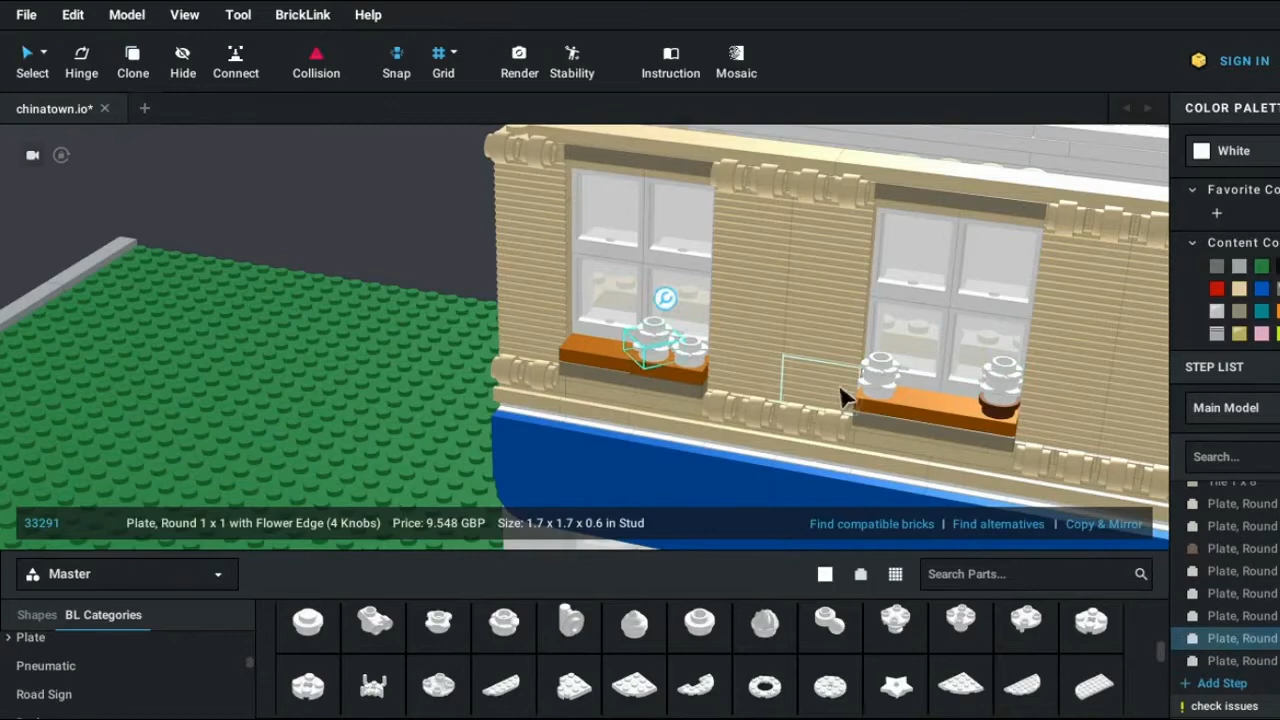 File Edit Model View Tool BrickLink Help
Select Hinge Clone Hide Connect Collision Snap Grid Render Stability Instruction Mosaic
SIGN IN
chinatown.io*
COLOR PALET
White
Favorite Co
Content Co
STEP LIST
Main Model
Search...
Tile 1 x 8
Plate, Round
Plate, Round
Plate, Round
Plate, Round
Plate, Round
Plate, Round
Plate, Round
Plate, Round
Add Step
check issues
33291 Plate, Round 1 x 1 with Flower Edge (4 Knobs) Price: 9.548 GBP Size: 1.7 x 1.7 x 0.6 in Stud Find compatible bricks | Find alternatives | Copy & Mirror
Master
Search Parts...
Shapes BL Categories
Plate
Pneumatic
Road Sign